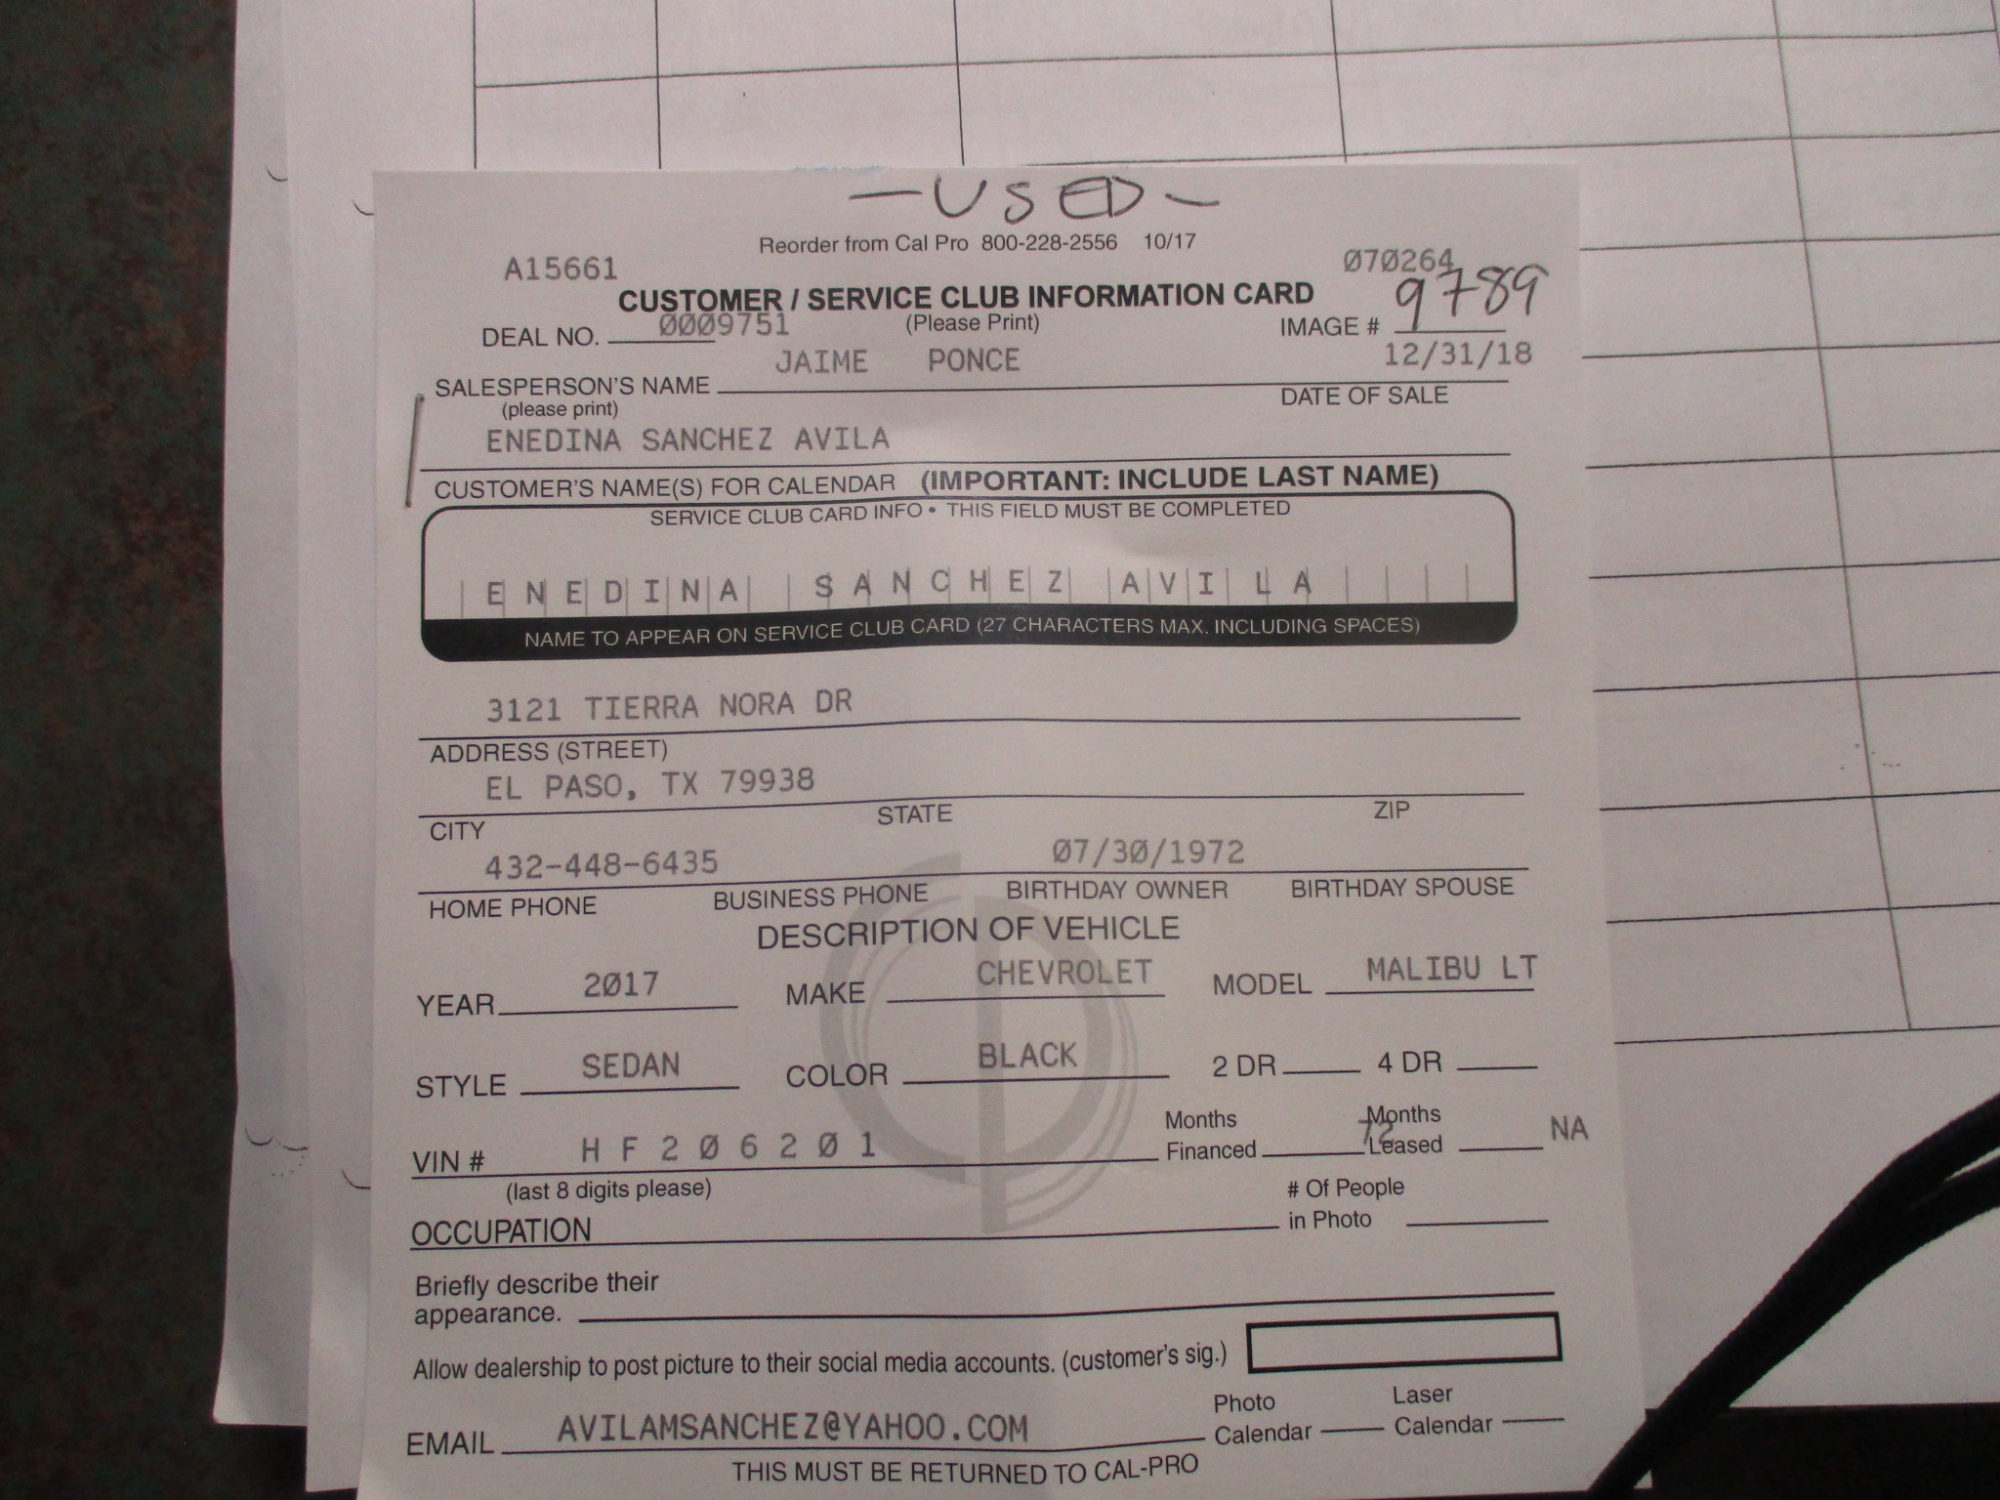 -USED-
Reorder from Cal Pro 800-228-2556 10/17
A15661 070264
CUSTOMER / SERVICE CLUB INFORMATION CARD 9789
DEAL NO. 0009751 (Please Print) IMAGE #
JAIME PONCE 12/31/18
SALESPERSON'S NAME DATE OF SALE
(please print)
ENEDINA SANCHEZ AVILA
CUSTOMER'S NAME(S) FOR CALENDAR (IMPORTANT: INCLUDE LAST NAME)
SERVICE CLUB CARD INFO • THIS FIELD MUST BE COMPLETED
ENEDINA SANCHEZ AVILA
NAME TO APPEAR ON SERVICE CLUB CARD (27 CHARACTERS MAX. INCLUDING SPACES)
3121 TIERRA NORA DR
ADDRESS (STREET)
EL PASO, TX 79938
CITY STATE ZIP
432-448-6435 07/30/1972
HOME PHONE BUSINESS PHONE BIRTHDAY OWNER BIRTHDAY SPOUSE
DESCRIPTION OF VEHICLE
YEAR 2017 MAKE CHEVROLET MODEL MALIBU LT
STYLE SEDAN COLOR BLACK 2 DR 4 DR
VIN # HF206201 Months Financed 72 Months Leased NA
(last 8 digits please)
OCCUPATION # Of People in Photo
Briefly describe their
appearance.
Allow dealership to post picture to their social media accounts. (customer's sig.)
EMAIL AVILAMSANCHEZ@YAHOO.COM Photo Calendar Laser Calendar
THIS MUST BE RETURNED TO CAL-PRO